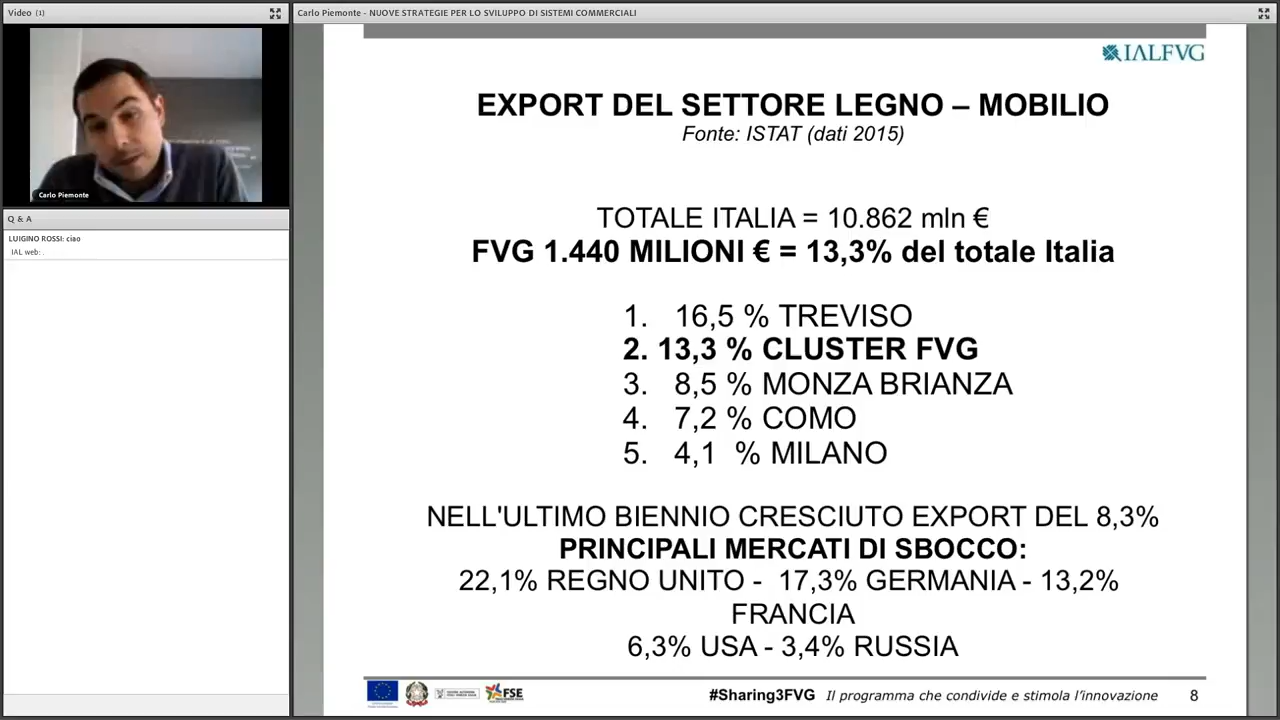 Video (1)
Carlo Piemonte - NUOVE STRATEGIE PER LO SVILUPPO DI SISTEMI COMMERCIALI
Carlo Piemonte
Q & A
LUIGINO ROSSI: ciao
IAL web: .
IALFVG
EXPORT DEL SETTORE LEGNO – MOBILIO
Fonte: ISTAT (dati 2015)
TOTALE ITALIA = 10.862 mln €
FVG 1.440 MILIONI € = 13,3% del totale Italia
1. 16,5 % TREVISO
2. 13,3 % CLUSTER FVG
3. 8,5 % MONZA BRIANZA
4. 7,2 % COMO
5. 4,1 % MILANO
NELL'ULTIMO BIENNIO CRESCIUTO EXPORT DEL 8,3%
PRINCIPALI MERCATI DI SBOCCO:
22,1% REGNO UNITO - 17,3% GERMANIA - 13,2%
FRANCIA
6,3% USA - 3,4% RUSSIA
FSE
#Sharing3FVG Il programma che condivide e stimola l'innovazione 8